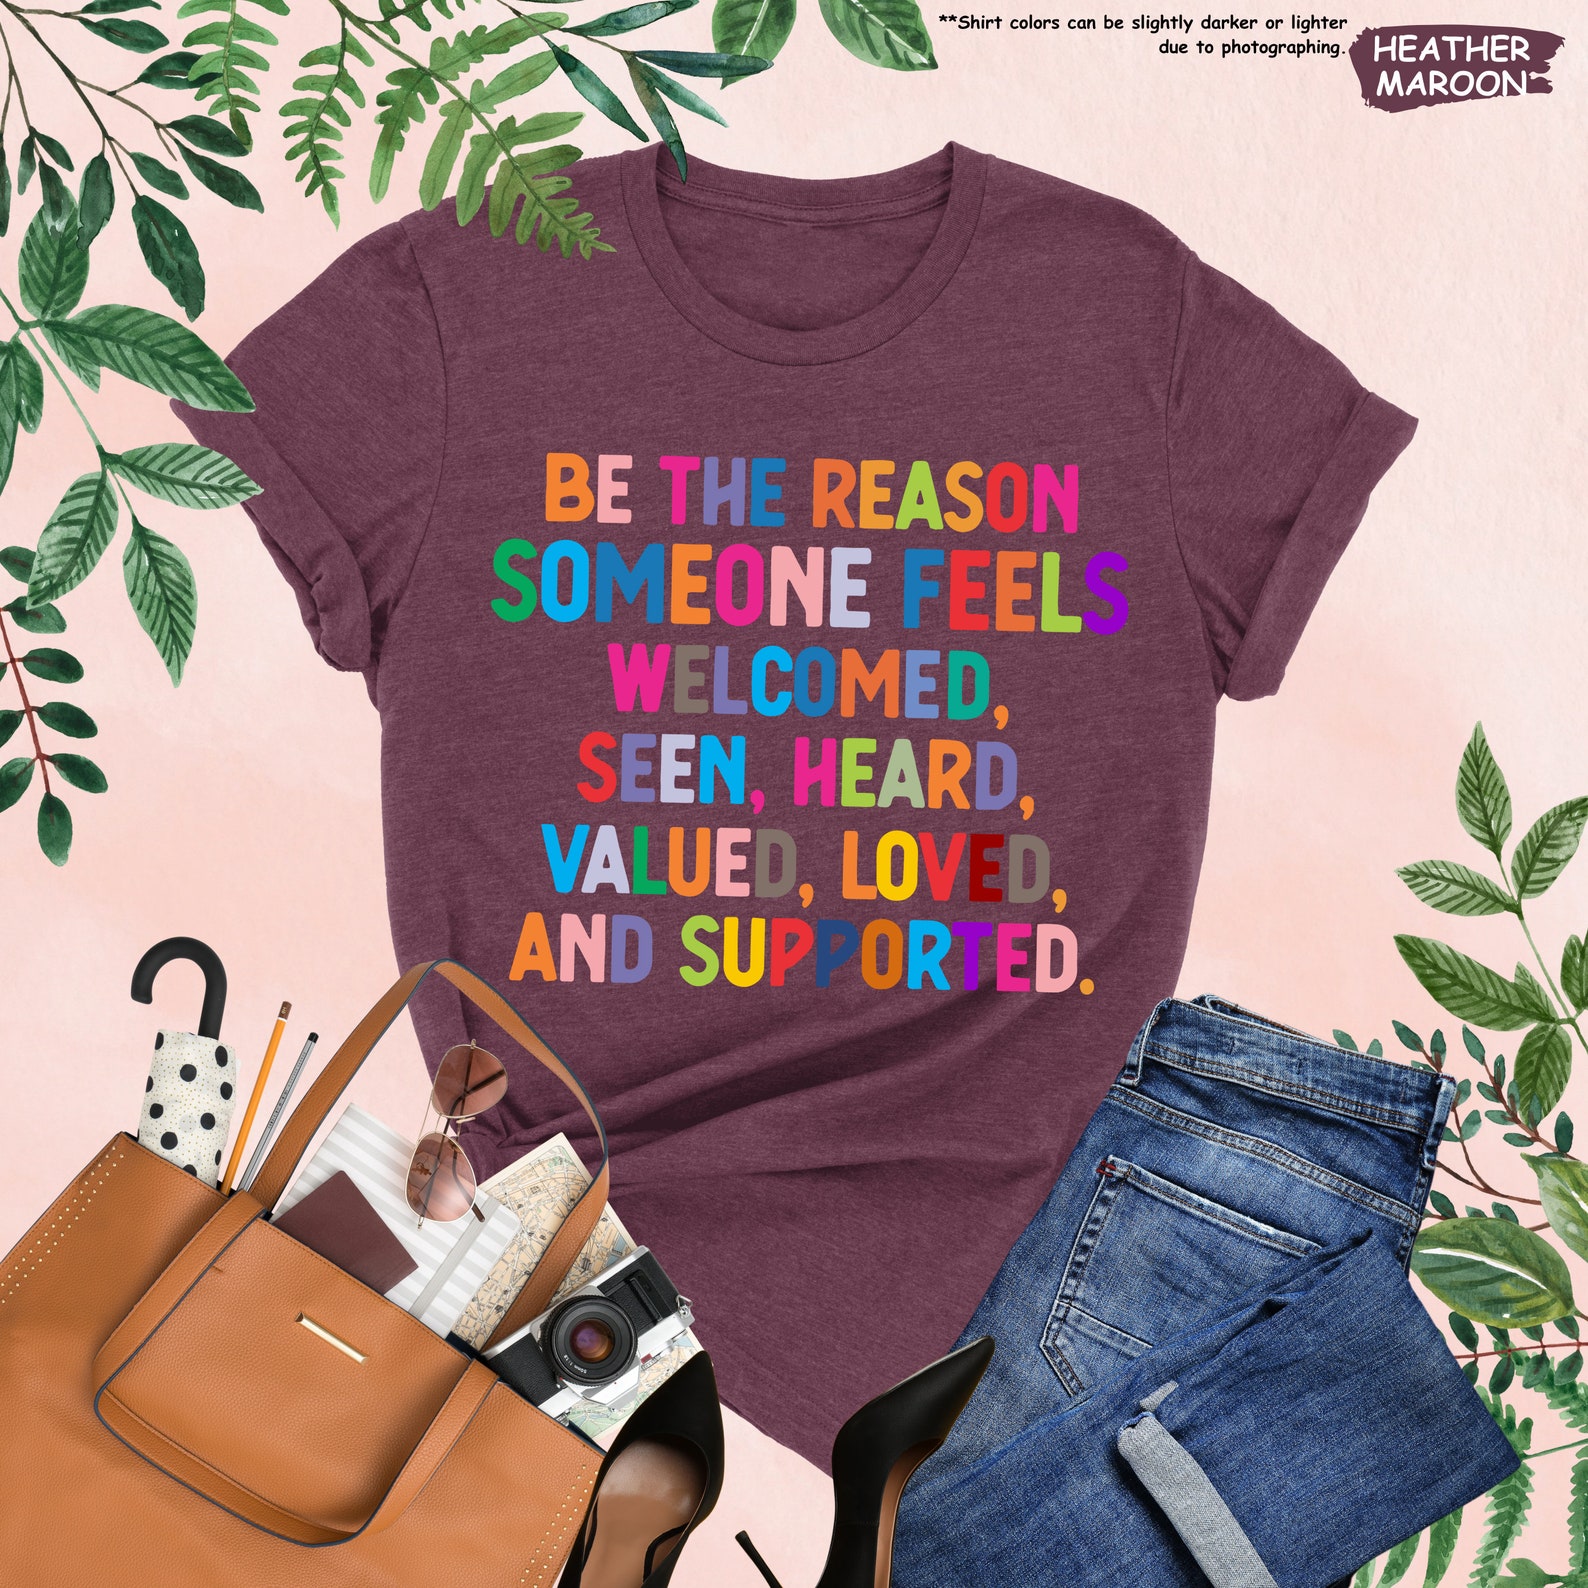 **Shirt colors can be slightly darker or lighter
due to photographing.
HEATHER
MAROON
BE THE REASON
SOMEONE FEELS
WELCOMED,
SEEN, HEARD,
VALUED, LOVED,
AND SUPPORTED.